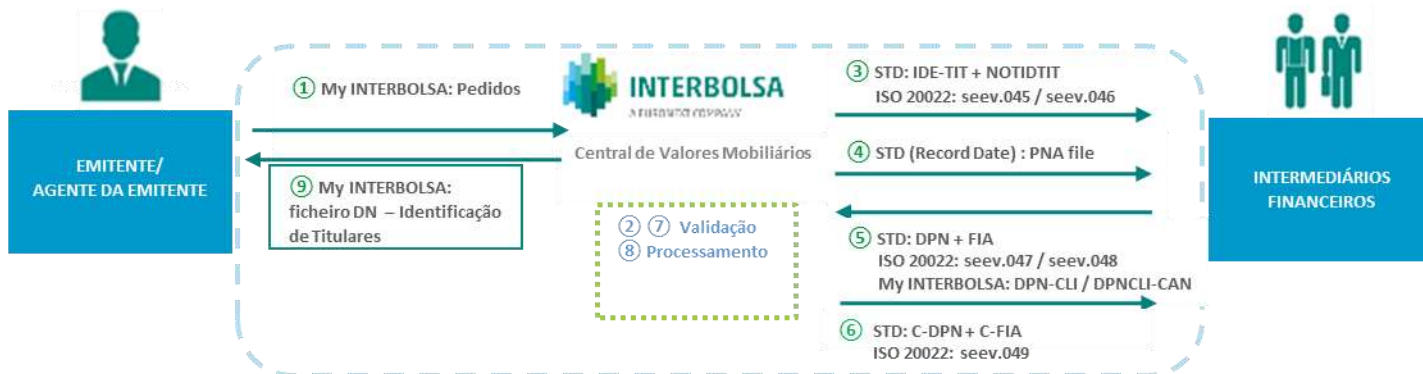 ① My INTERBOLSA: Pedidos
INTERBOLSA
A EURONEXT COMPANY
Central de Valores Mobiliários
③ STD: IDE-TIT + NOTIDTIT
ISO 20022: seev.045 / seev.046
④ STD (Record Date) : PNA file
EMITENTE/
AGENTE DA EMITENTE
⑨ My INTERBOLSA:
ficheiro DN – Identificação
de Titulares
② ⑦ Validação
⑧ Processamento
INTERMEDIÁRIOS
FINANCEIROS
⑤ STD: DPN + FIA
ISO 20022: seev.047 / seev.048
My INTERBOLSA: DPN-CLI / DPNCLI-CAN
⑥ STD: C-DPN + C-FIA
ISO 20022: seev.049